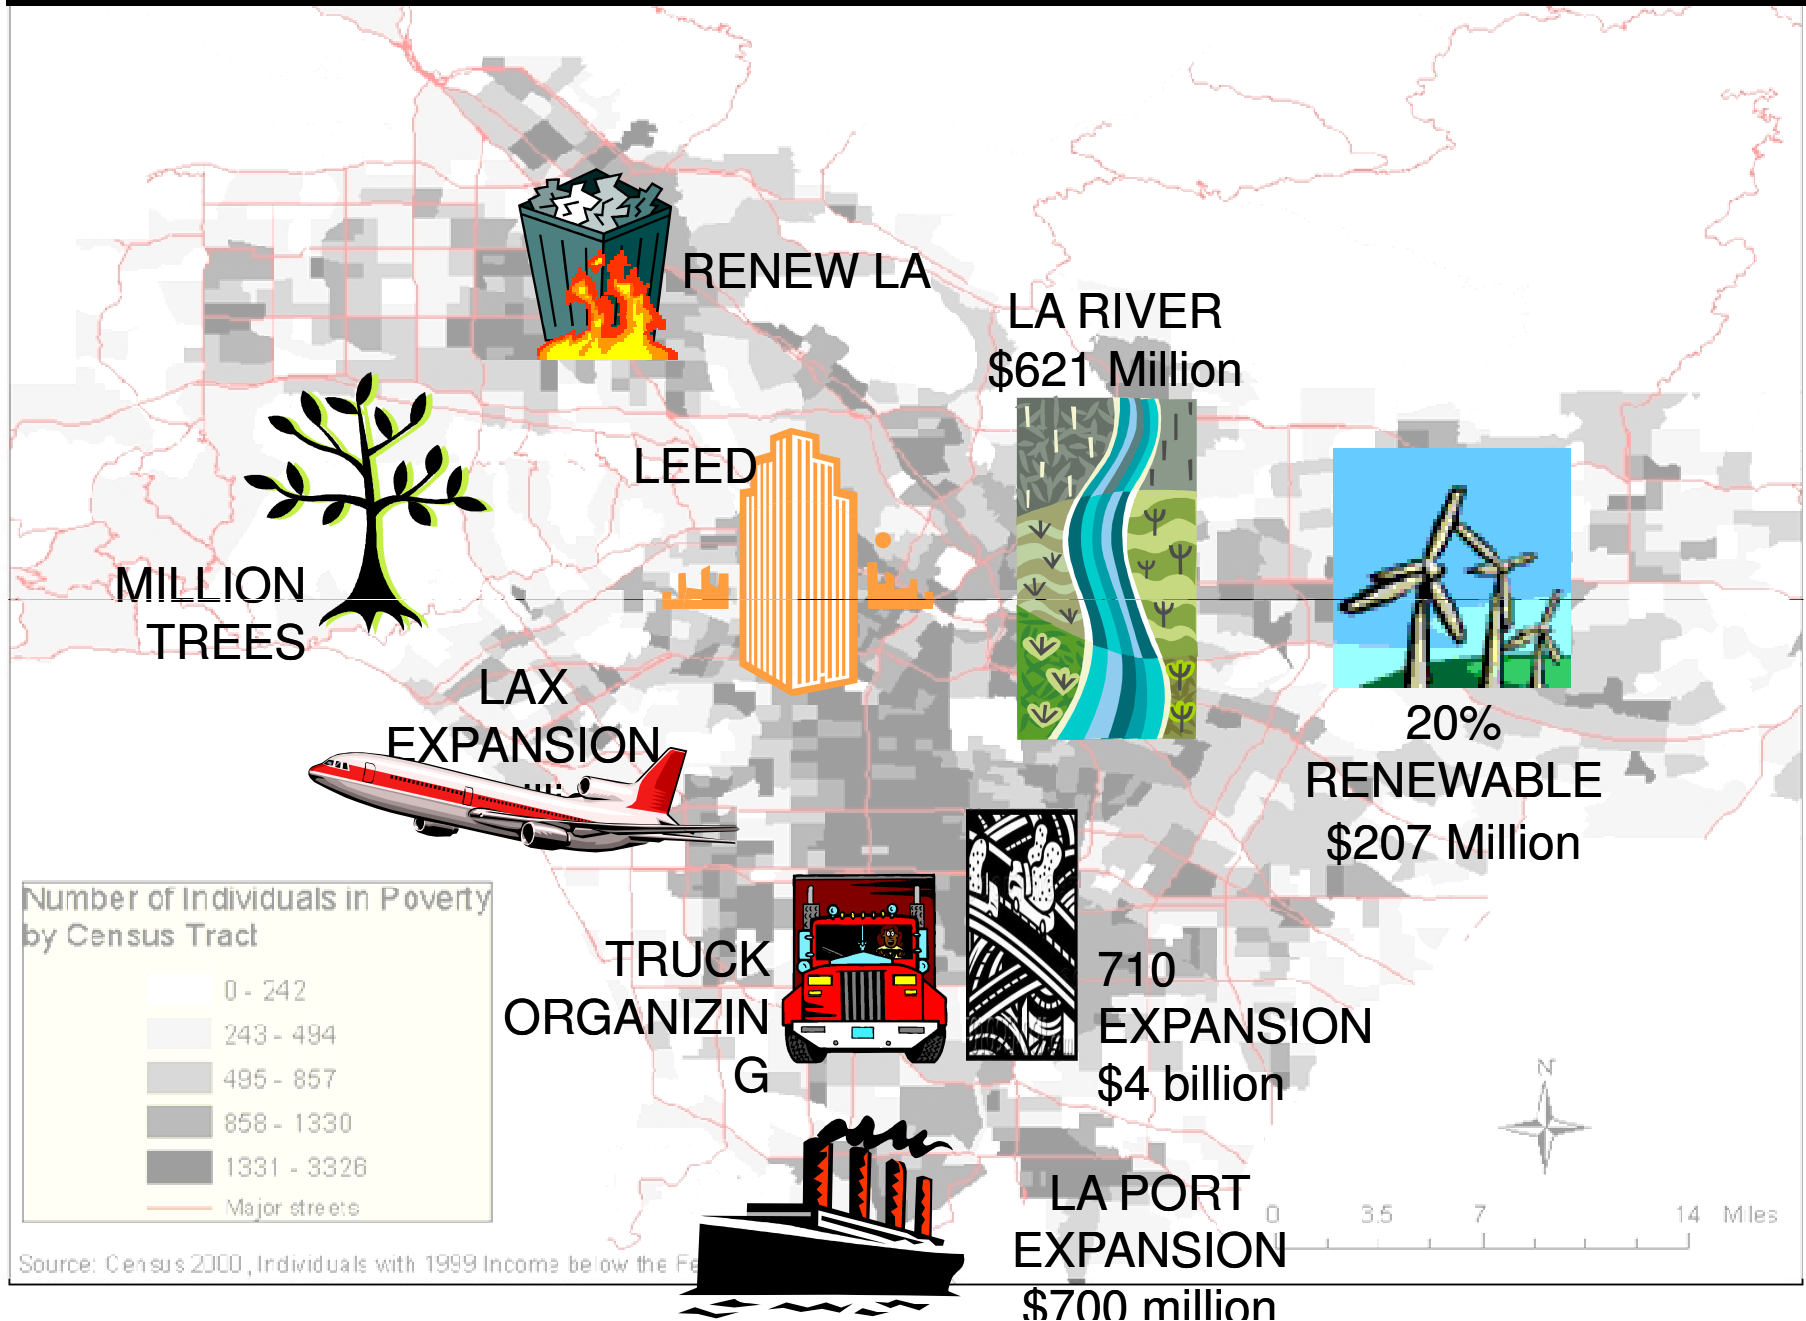 RENEW LA
LA RIVER
$621 Million
LEED
MILLION
TREES
LAX
EXPANSION
20%
RENEWABLE
$207 Million
Number of Individuals in Poverty
by Census Tract
0 - 242
243 - 494
495 - 857
858 - 1330
1331 - 3326
Major streets
TRUCK
ORGANIZIN
G
710
EXPANSION
$4 billion
N
LA PORT
EXPANSION
$700 million
0 3.5 7 14 Miles
Source: Census 2000, Individuals with 1999 Income below the